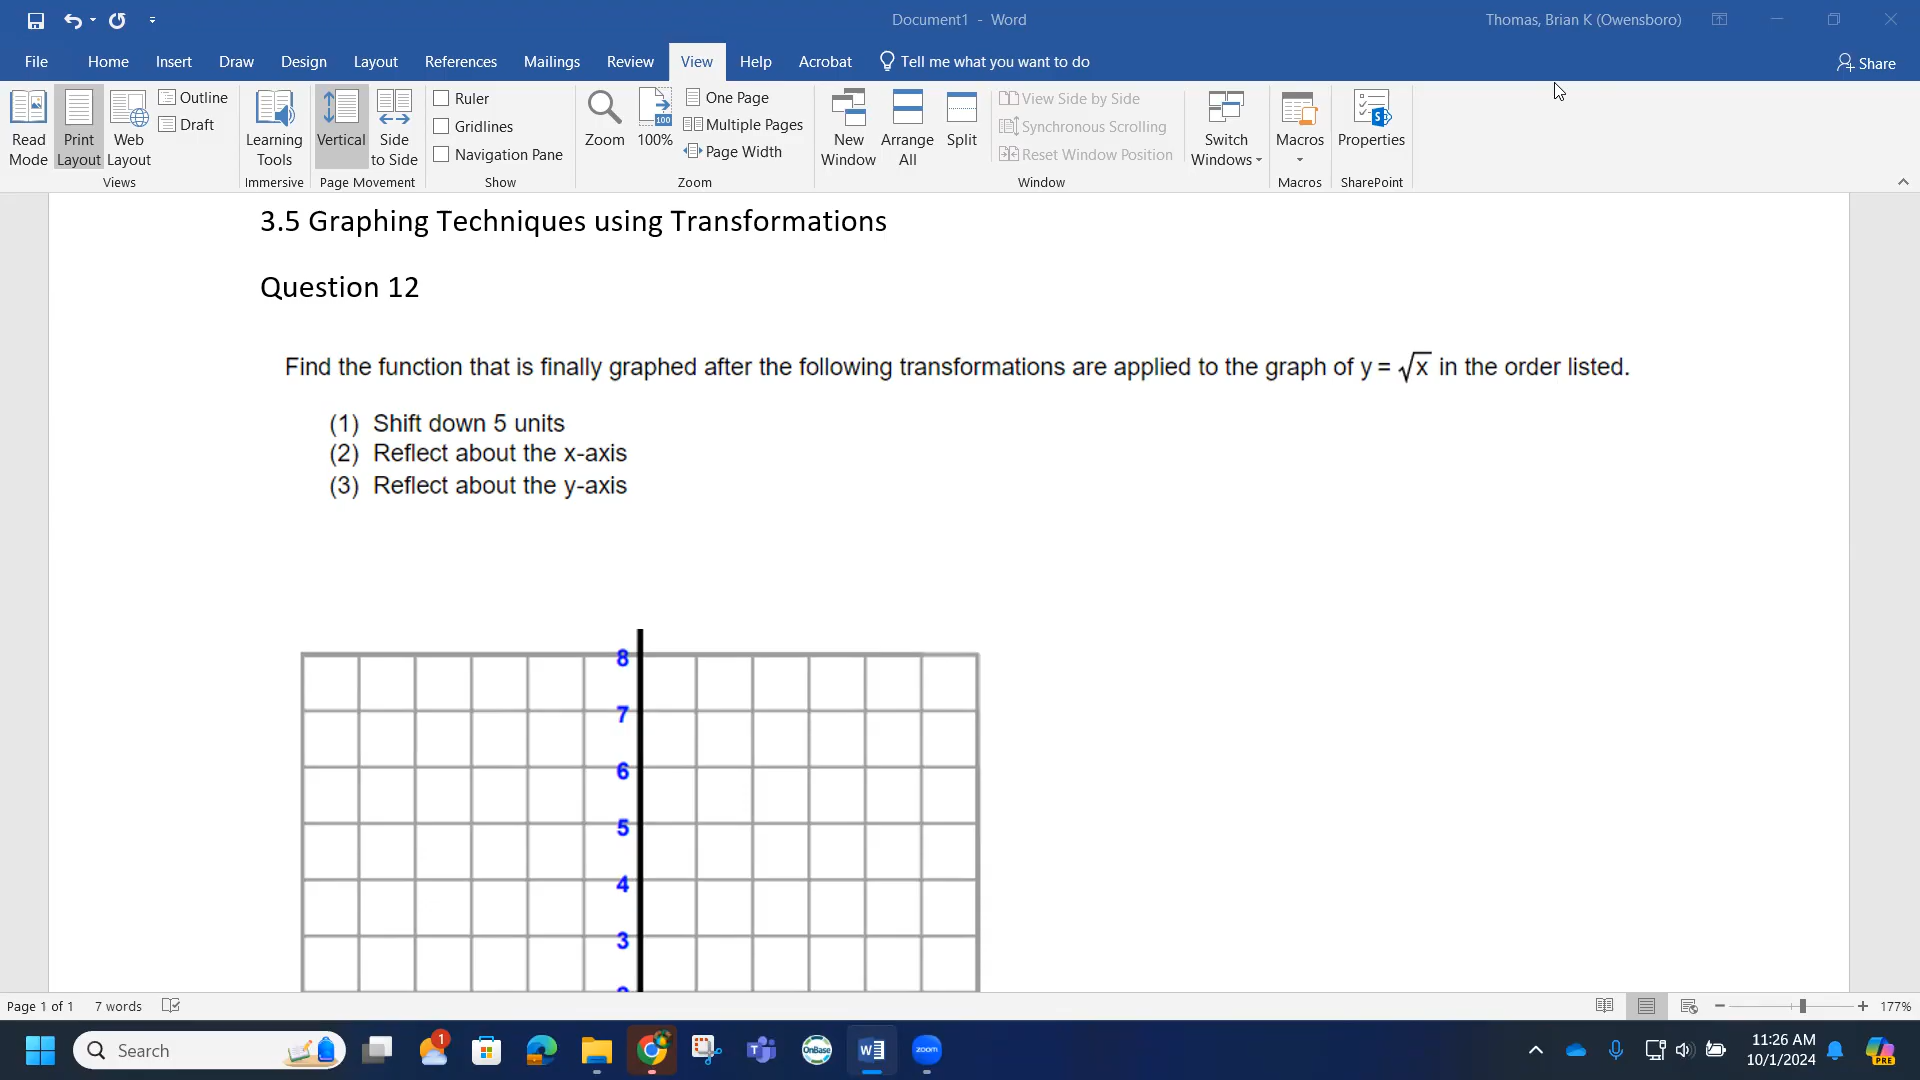 Document1 - Word
Thomas, Brian K (Owensboro)
File Home Insert Draw Design Layout References Mailings Review View Help Acrobat Tell me what you want to do Share
Read Mode
Print Layout
Web Layout
Outline
Draft
Views
Learning Tools
Immersive
Vertical
Side to Side
Page Movement
Ruler
Gridlines
Navigation Pane
Show
Zoom
100%
100
One Page
Multiple Pages
Page Width
Zoom
New Window
Arrange All
Split
View Side by Side
Synchronous Scrolling
Reset Window Position
Switch Windows
Window
Macros
Macros
Properties
SharePoint
3.5 Graphing Techniques using Transformations
Question 12
Find the function that is finally graphed after the following transformations are applied to the graph of y = √x in the order listed.
(1) Shift down 5 units
(2) Reflect about the x-axis
(3) Reflect about the y-axis
8
7
6
5
4
3
Page 1 of 1 7 words
177%
Search
1
OnBase
zoom
PRE
11:26 AM
10/1/2024